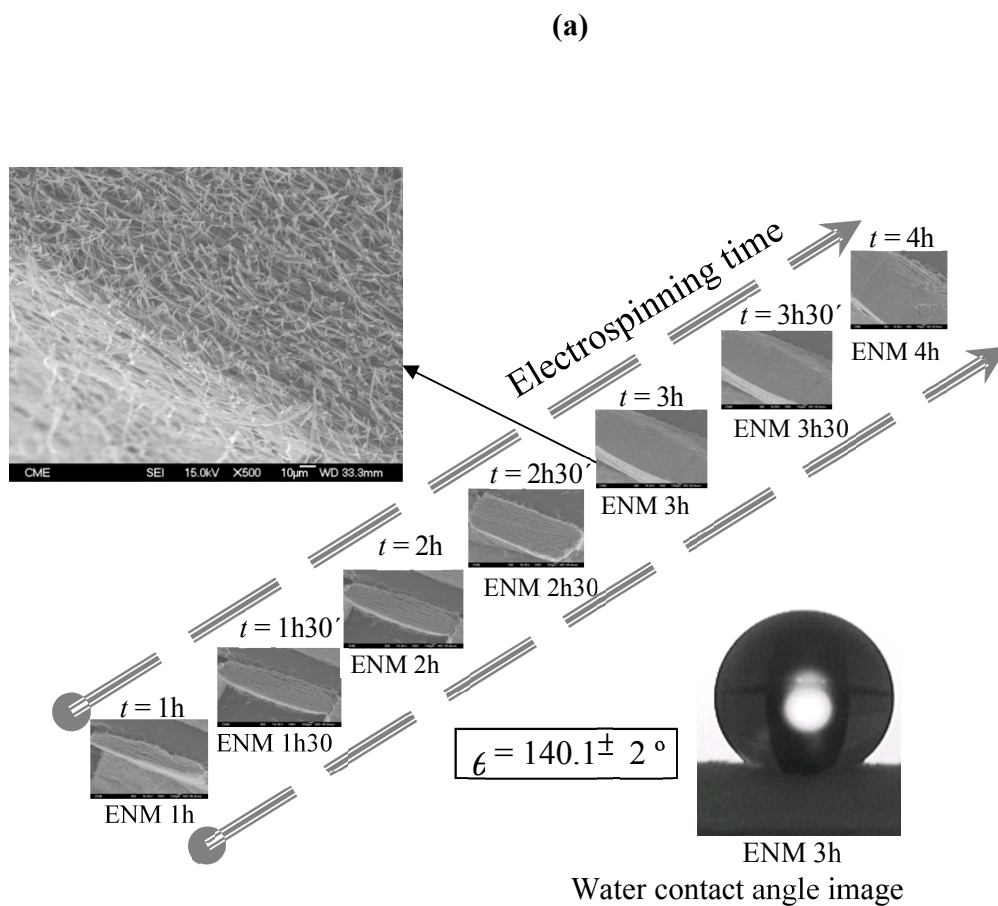 (a)
Electrospinning time
t = 4h
ENM 4h
t = 3h30´
ENM 3h30
t = 3h
ENM 3h
CME SEI 15.0kV X500 10µm WD 33.3mm
t = 2h30´
ENM 2h30
t = 2h
ENM 2h
t = 1h30´
ENM 1h30
t = 1h
ENM 1h
θ = 140.1 ± 2 º
ENM 3h
Water contact angle image